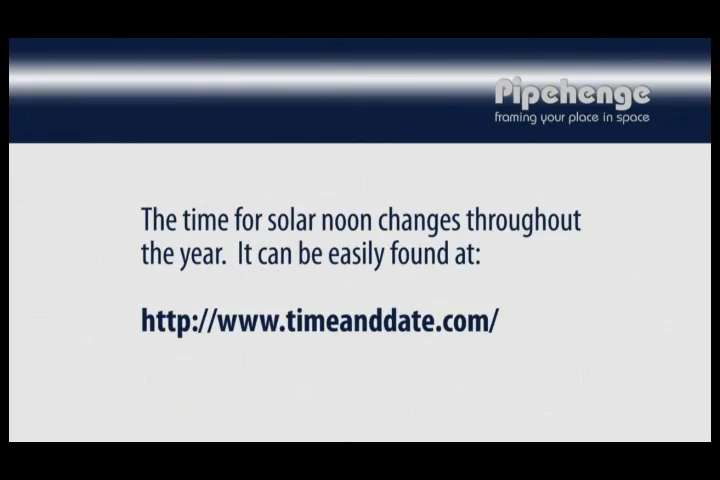 Pipehenge
framing your place in space
The time for solar noon changes throughout
the year.  It can be easily found at:
http://www.timeanddate.com/